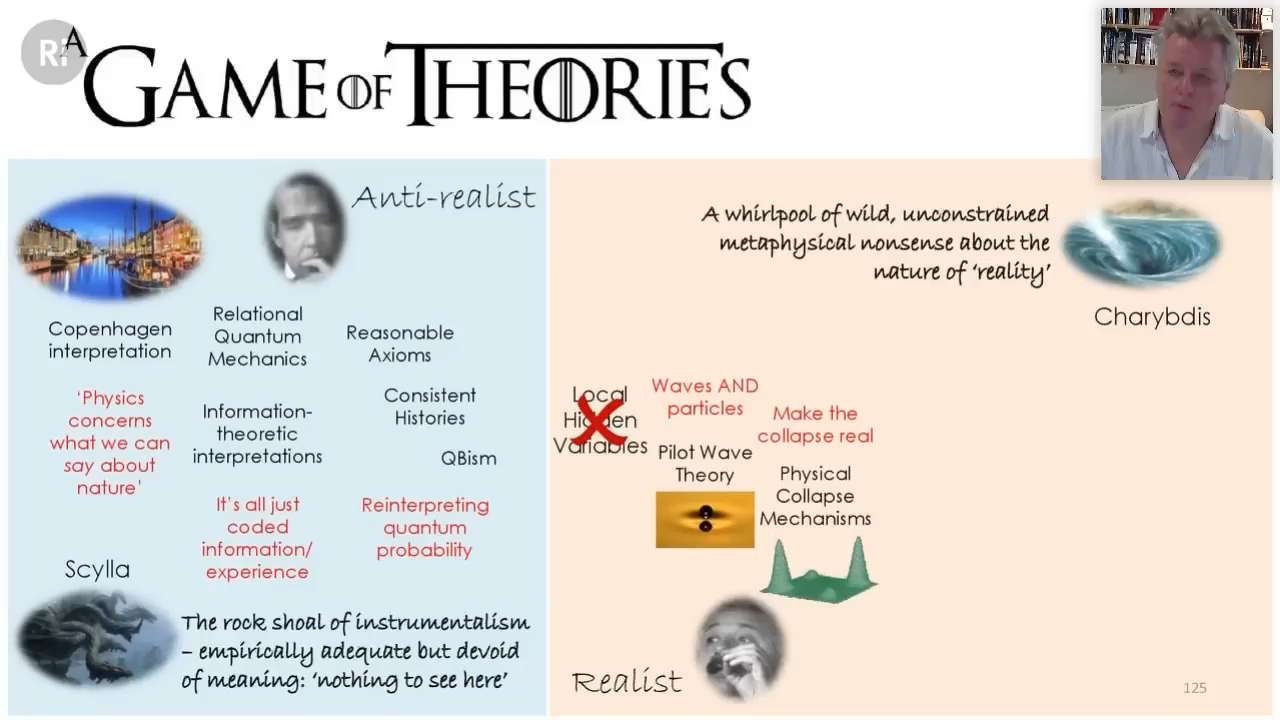 Ri
A
GAME OF THEORIES
Anti-realist
Copenhagen
interpretation
Relational
Quantum
Mechanics
Reasonable
Axioms
'Physics
concerns
what we can
say about
nature'
Information-
theoretic
interpretations
Consistent
Histories
QBism
It's all just
coded
information/
experience
Reinterpreting
quantum
probability
Scylla
The rock shoal of instrumentalism
– empirically adequate but devoid
of meaning: 'nothing to see here'
A whirlpool of wild, unconstrained
metaphysical nonsense about the
nature of 'reality'
Charybdis
Local
Hidden
Variables
Waves AND
particles
Pilot Wave
Theory
Make the
collapse real
Physical
Collapse
Mechanisms
Realist
125